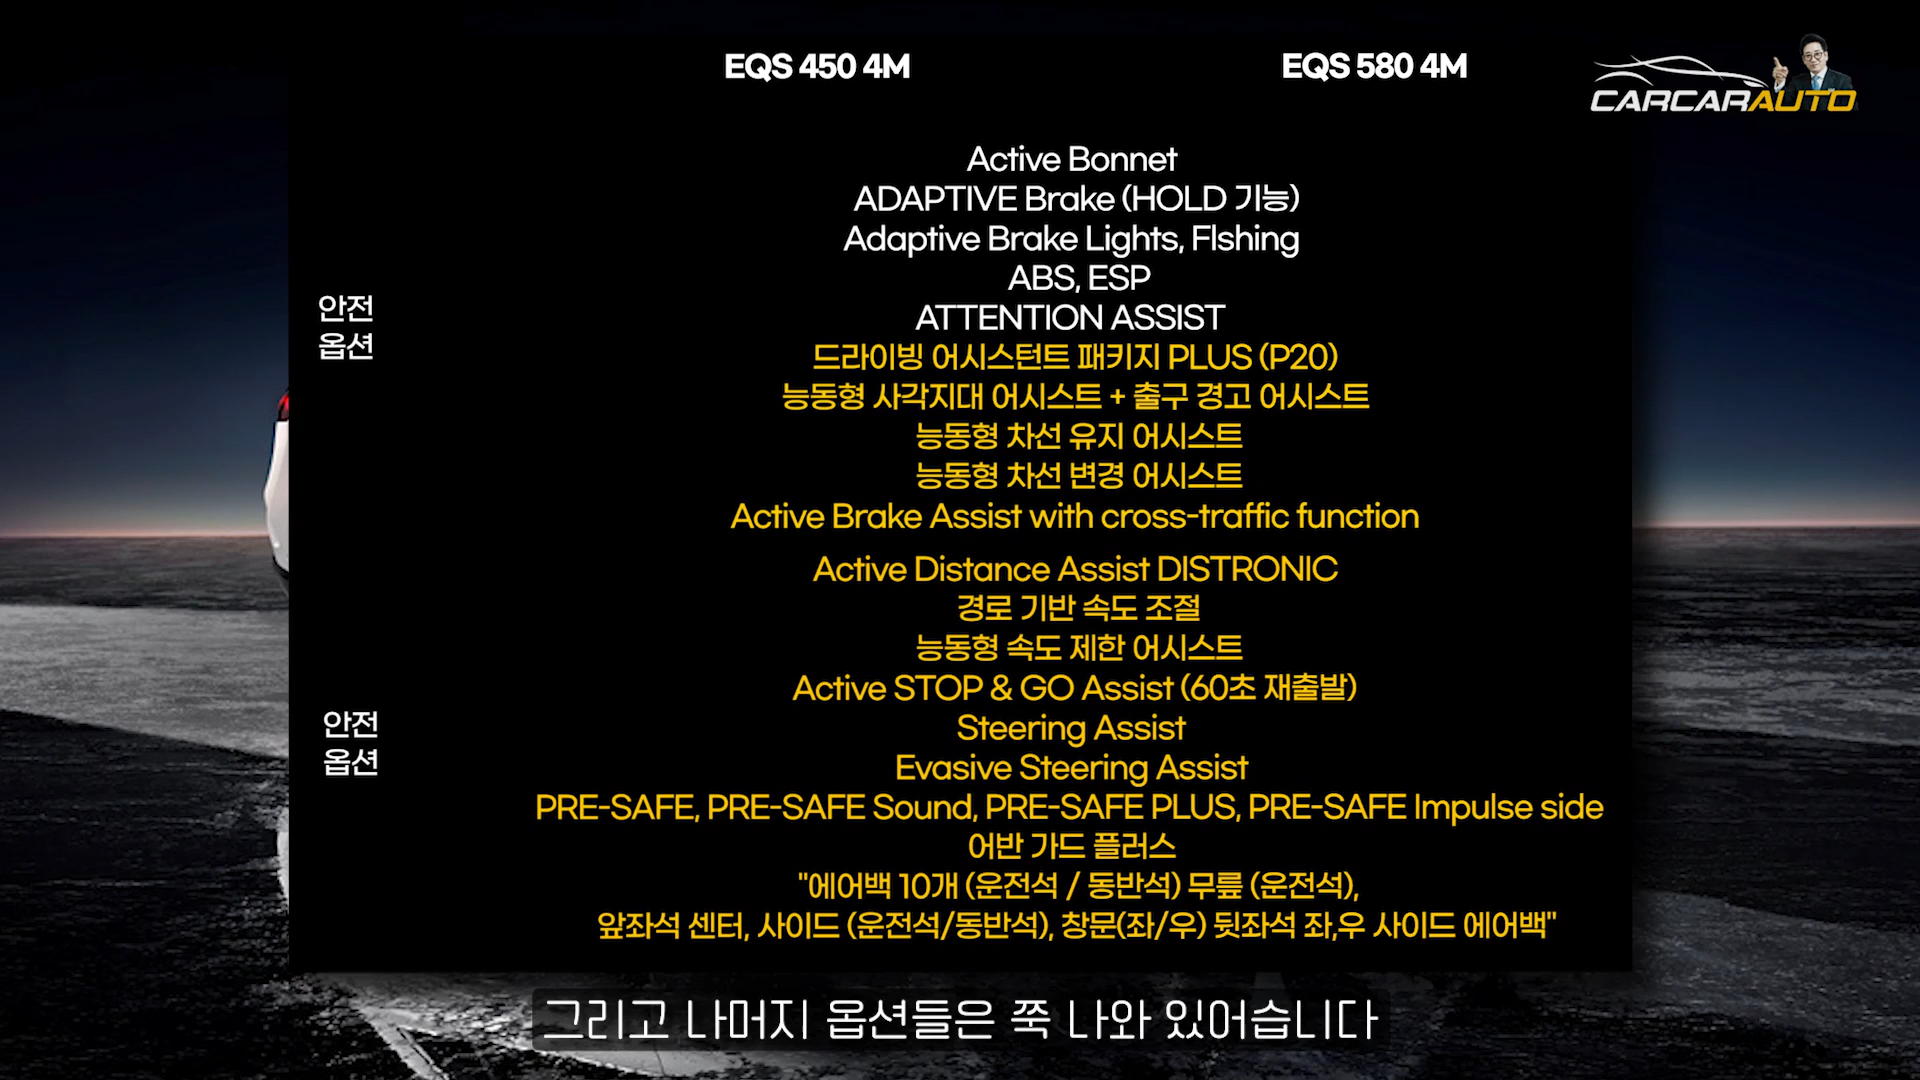 EQS 450 4M
EQS 580 4M
CARCARAUTO
Active Bonnet
ADAPTIVE Brake (HOLD 기능)
Adaptive Brake Lights, Flshing
ABS, ESP
ATTENTION ASSIST
안전
옵션
드라이빙 어시스턴트 패키지 PLUS (P20)
능동형 사각지대 어시스트 + 출구 경고 어시스트
능동형 차선 유지 어시스트
능동형 차선 변경 어시스트
Active Brake Assist with cross-traffic function
Active Distance Assist DISTRONIC
경로 기반 속도 조절
능동형 속도 제한 어시스트
Active STOP & GO Assist (60초 재출발)
안전
옵션
Steering Assist
Evasive Steering Assist
PRE-SAFE, PRE-SAFE Sound, PRE-SAFE PLUS, PRE-SAFE Impulse side
어반 가드 플러스
"에어백 10개 (운전석 / 동반석) 무릎 (운전석),
앞좌석 센터, 사이드 (운전석/동반석), 창문(좌/우) 뒷좌석 좌,우 사이드 에어백"
그리고 나머지 옵션들은 쭉 나와 있어습니다